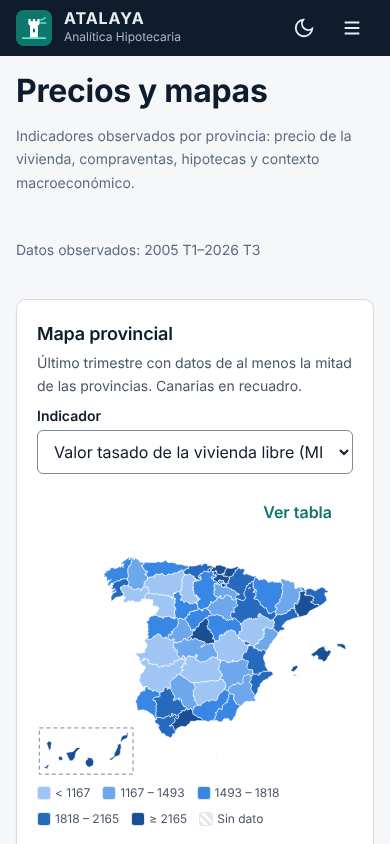 ATALAYA
Analítica Hipotecaria
Precios y mapas
Indicadores observados por provincia: precio de la
vivienda, compraventas, hipotecas y contexto
macroeconómico.
Datos observados: 2005 T1–2026 T3
Mapa provincial
Último trimestre con datos de al menos la mitad
de las provincias. Canarias en recuadro.
Indicador
Valor tasado de la vivienda libre (MI
Ver tabla
< 1167 1167 – 1493 1493 – 1818
1818 – 2165 ≥ 2165 Sin dato